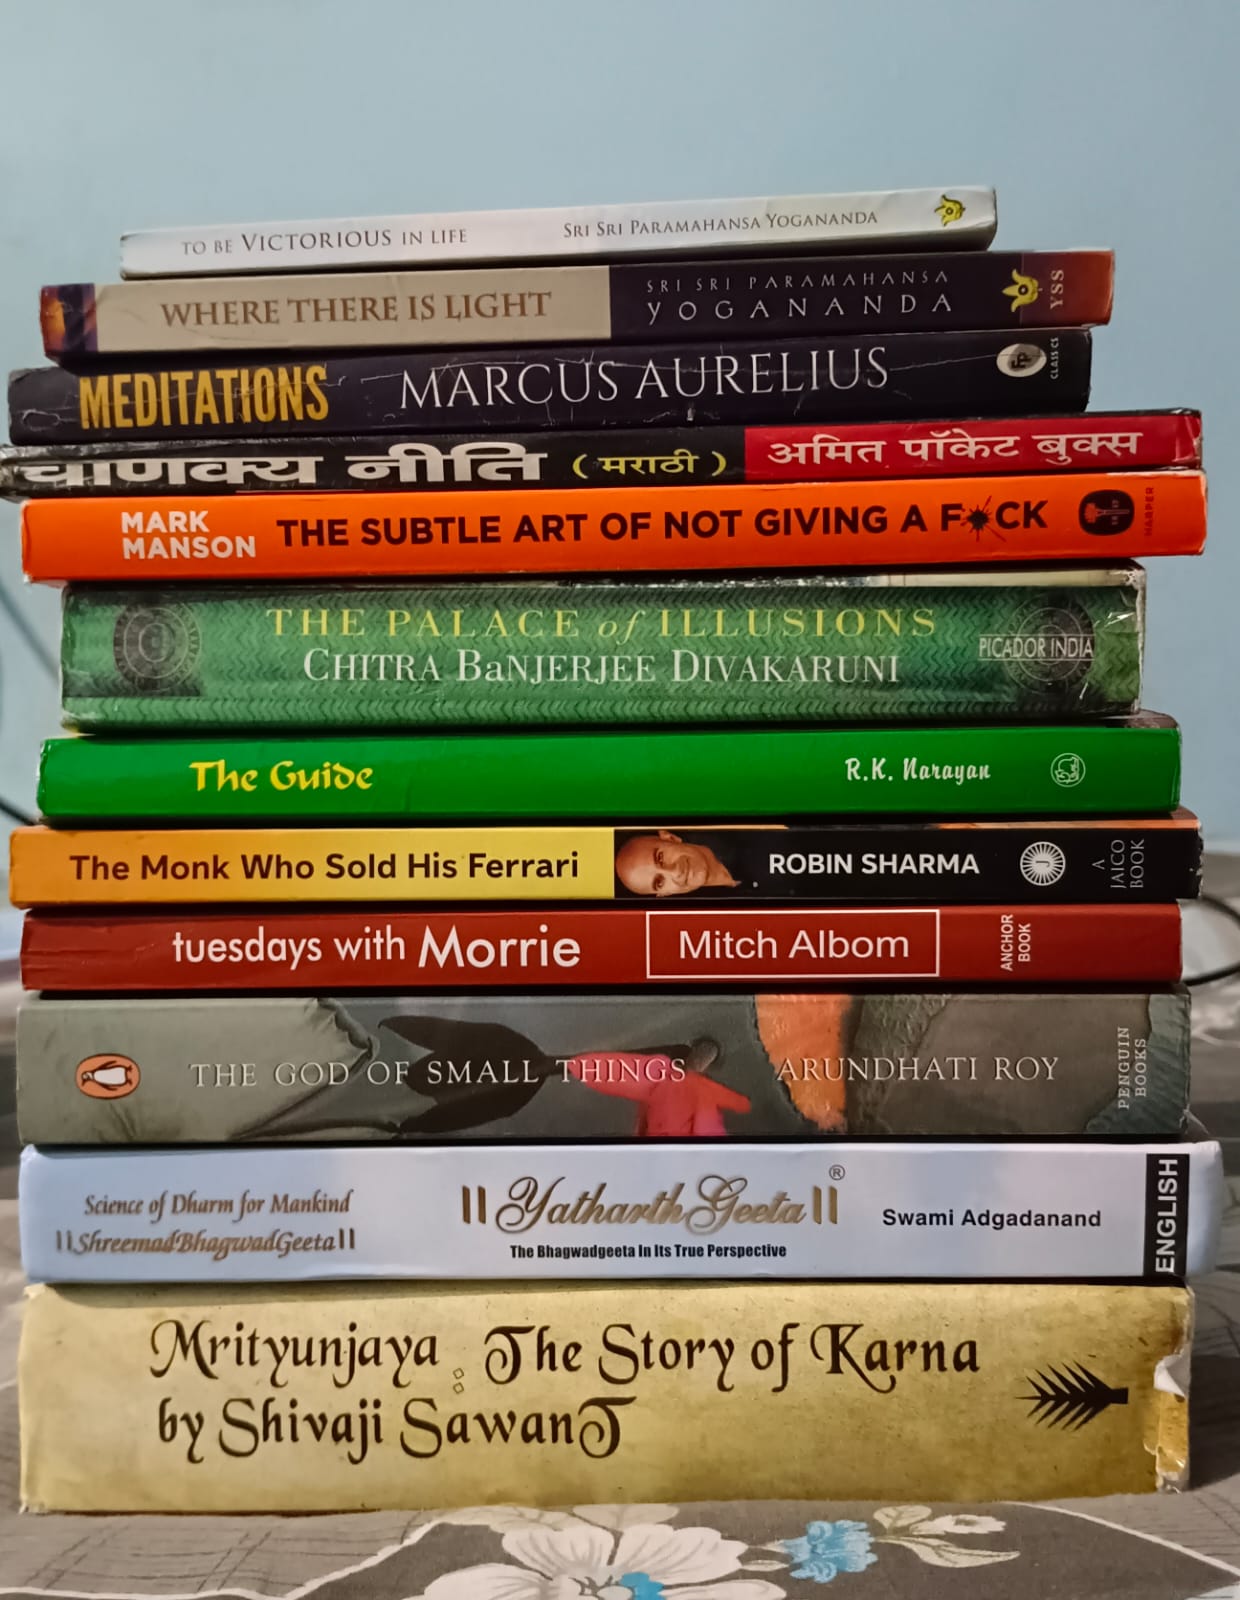 TO BE VICTORIOUS IN LIFE SRI SRI PARAMAHANSA YOGANANDA
WHERE THERE IS LIGHT
SRI SRI PARAMAHANSA
YOGANANDA
YSS
MEDITATIONS MARCUS AURELIUS
FP
CLASSICS
चाणक्य नीति ( मराठी ) अमित पॉकेट बुक्स
MARK
MANSON
THE SUBTLE ART OF NOT GIVING A F CK
HARPER
THE PALACE of ILLUSIONS
CHITRA BaNJERJEE DIVAKARUNI
PICADOR INDIA
The Guide R.K. Narayan
The Monk Who Sold His Ferrari ROBIN SHARMA
J
A
JAICO
BOOK
tuesdays with Morrie Mitch Albom
ANCHOR
BOOK
THE GOD OF SMALL THINGS ARUNDHATI ROY
PENGUIN
BOOKS
Science of Dharm for Mankind
||ShreemadBhagwadGeeta||
||Yatharth Geeta||®
The Bhagwadgeeta In Its True Perspective
Swami Adgadanand
ENGLISH
Mrityunjaya : The Story of Karna
by Shivaji Sawant